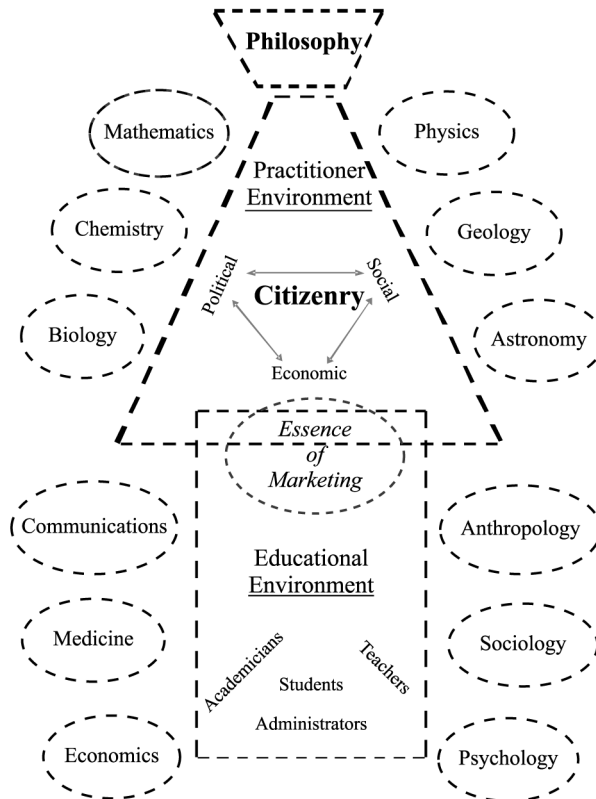 Philosophy
Mathematics
Physics
Practitioner
Environment
Chemistry
Geology
Political
Social
Citizenry
Biology
Astronomy
Economic
Essence
of
Marketing
Communications
Anthropology
Educational
Environment
Medicine
Sociology
Academicians
Teachers
Students
Administrators
Economics
Psychology